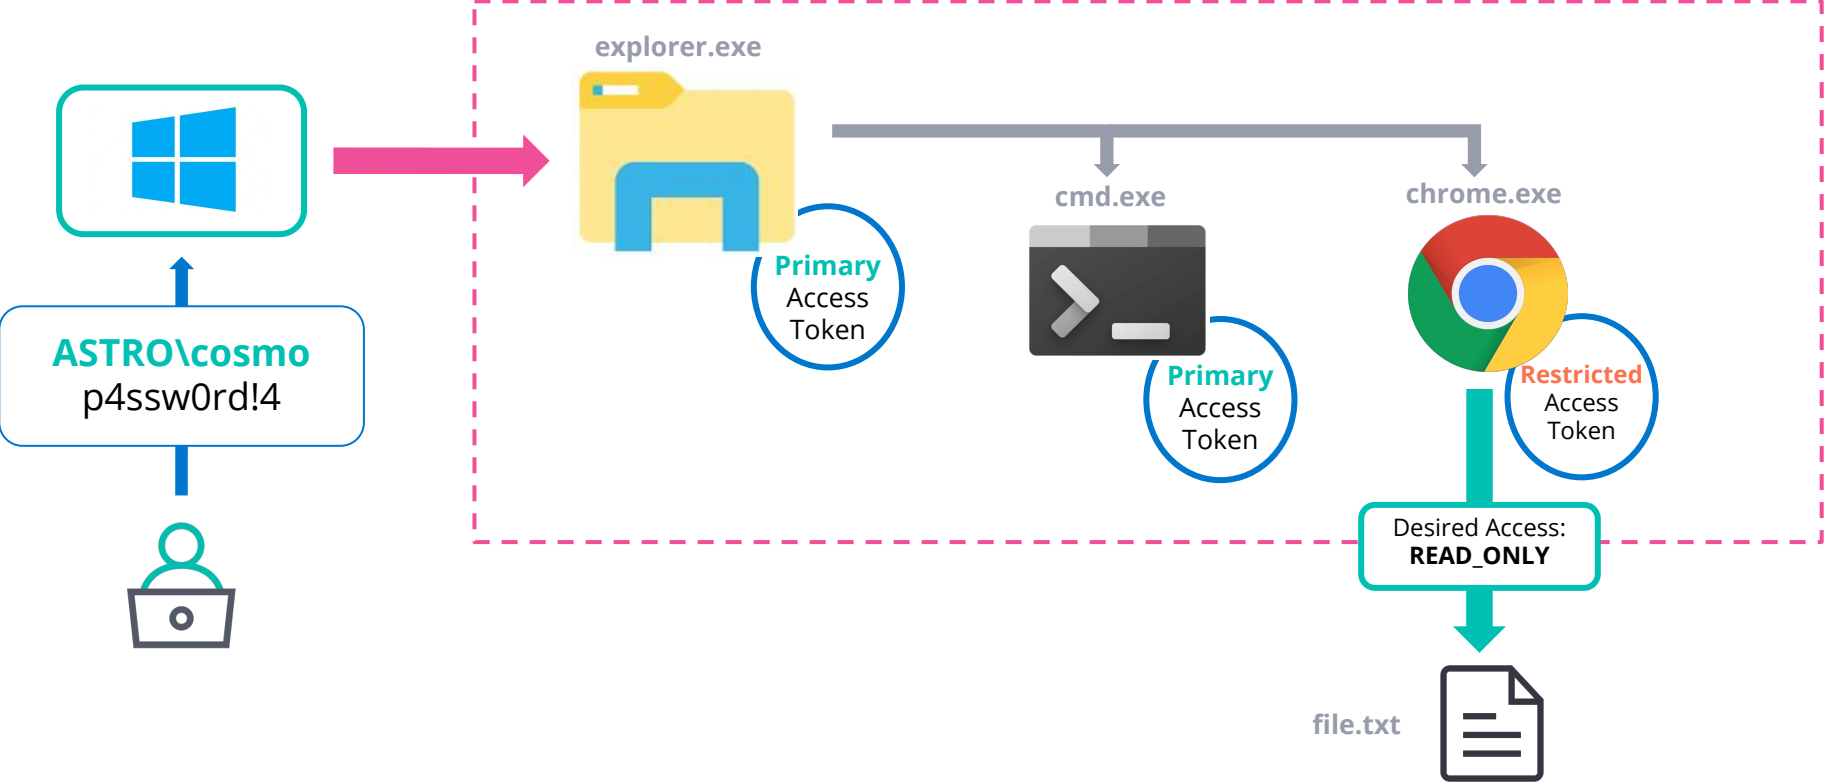 explorer.exe
Primary
Access
Token
cmd.exe
Primary
Access
Token
chrome.exe
Restricted
Access
Token
ASTRO\cosmo
p4ssw0rd!4
Desired Access:
READ_ONLY
file.txt